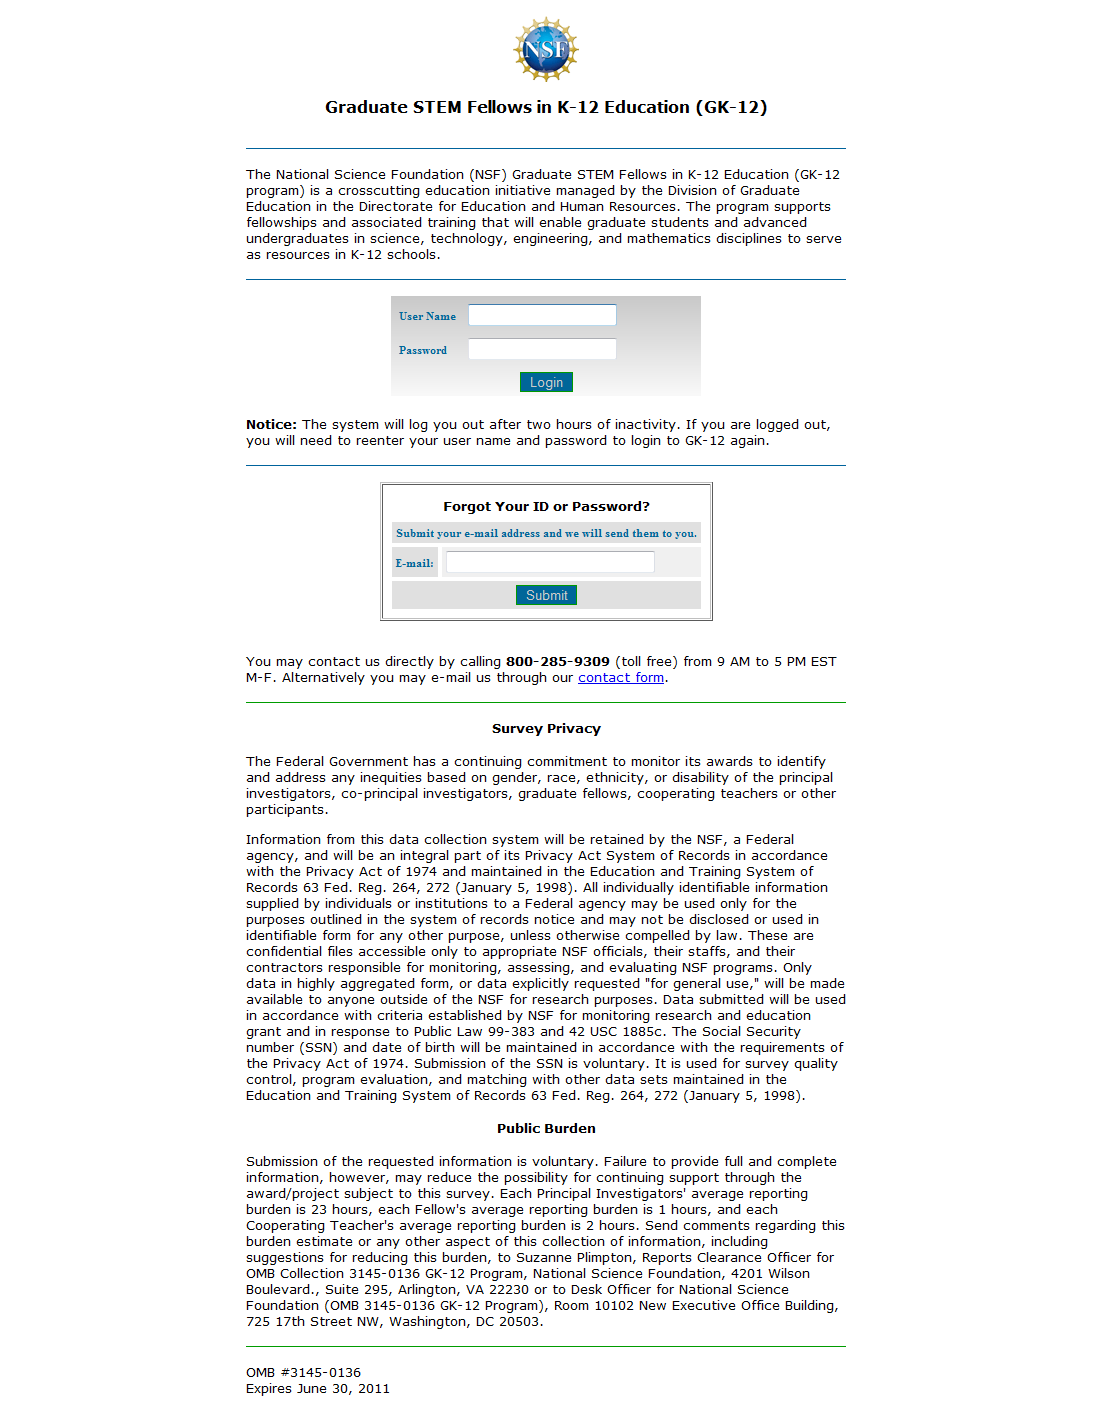 NSF
Graduate STEM Fellows in K-12 Education (GK-12)
The National Science Foundation (NSF) Graduate STEM Fellows in K-12 Education (GK-12
program) is a crosscutting education initiative managed by the Division of Graduate
Education in the Directorate for Education and Human Resources. The program supports
fellowships and associated training that will enable graduate students and advanced
undergraduates in science, technology, engineering, and mathematics disciplines to serve
as resources in K-12 schools.
User Name
Password
Login
Notice: The system will log you out after two hours of inactivity. If you are logged out,
you will need to reenter your user name and password to login to GK-12 again.
Forgot Your ID or Password?
Submit your e-mail address and we will send them to you.
E-mail:
Submit
You may contact us directly by calling 800-285-9309 (toll free) from 9 AM to 5 PM EST
M-F. Alternatively you may e-mail us through our contact form.
Survey Privacy
The Federal Government has a continuing commitment to monitor its awards to identify
and address any inequities based on gender, race, ethnicity, or disability of the principal
investigators, co-principal investigators, graduate fellows, cooperating teachers or other
participants.
Information from this data collection system will be retained by the NSF, a Federal
agency, and will be an integral part of its Privacy Act System of Records in accordance
with the Privacy Act of 1974 and maintained in the Education and Training System of
Records 63 Fed. Reg. 264, 272 (January 5, 1998). All individually identifiable information
supplied by individuals or institutions to a Federal agency may be used only for the
purposes outlined in the system of records notice and may not be disclosed or used in
identifiable form for any other purpose, unless otherwise compelled by law. These are
confidential files accessible only to appropriate NSF officials, their staffs, and their
contractors responsible for monitoring, assessing, and evaluating NSF programs. Only
data in highly aggregated form, or data explicitly requested "for general use," will be made
available to anyone outside of the NSF for research purposes. Data submitted will be used
in accordance with criteria established by NSF for monitoring research and education
grant and in response to Public Law 99-383 and 42 USC 1885c. The Social Security
number (SSN) and date of birth will be maintained in accordance with the requirements of
the Privacy Act of 1974. Submission of the SSN is voluntary. It is used for survey quality
control, program evaluation, and matching with other data sets maintained in the
Education and Training System of Records 63 Fed. Reg. 264, 272 (January 5, 1998).
Public Burden
Submission of the requested information is voluntary. Failure to provide full and complete
information, however, may reduce the possibility for continuing support through the
award/project subject to this survey. Each Principal Investigators' average reporting
burden is 23 hours, each Fellow's average reporting burden is 1 hours, and each
Cooperating Teacher's average reporting burden is 2 hours. Send comments regarding this
burden estimate or any other aspect of this collection of information, including
suggestions for reducing this burden, to Suzanne Plimpton, Reports Clearance Officer for
OMB Collection 3145-0136 GK-12 Program, National Science Foundation, 4201 Wilson
Boulevard., Suite 295, Arlington, VA 22230 or to Desk Officer for National Science
Foundation (OMB 3145-0136 GK-12 Program), Room 10102 New Executive Office Building,
725 17th Street NW, Washington, DC 20503.
OMB #3145-0136
Expires June 30, 2011